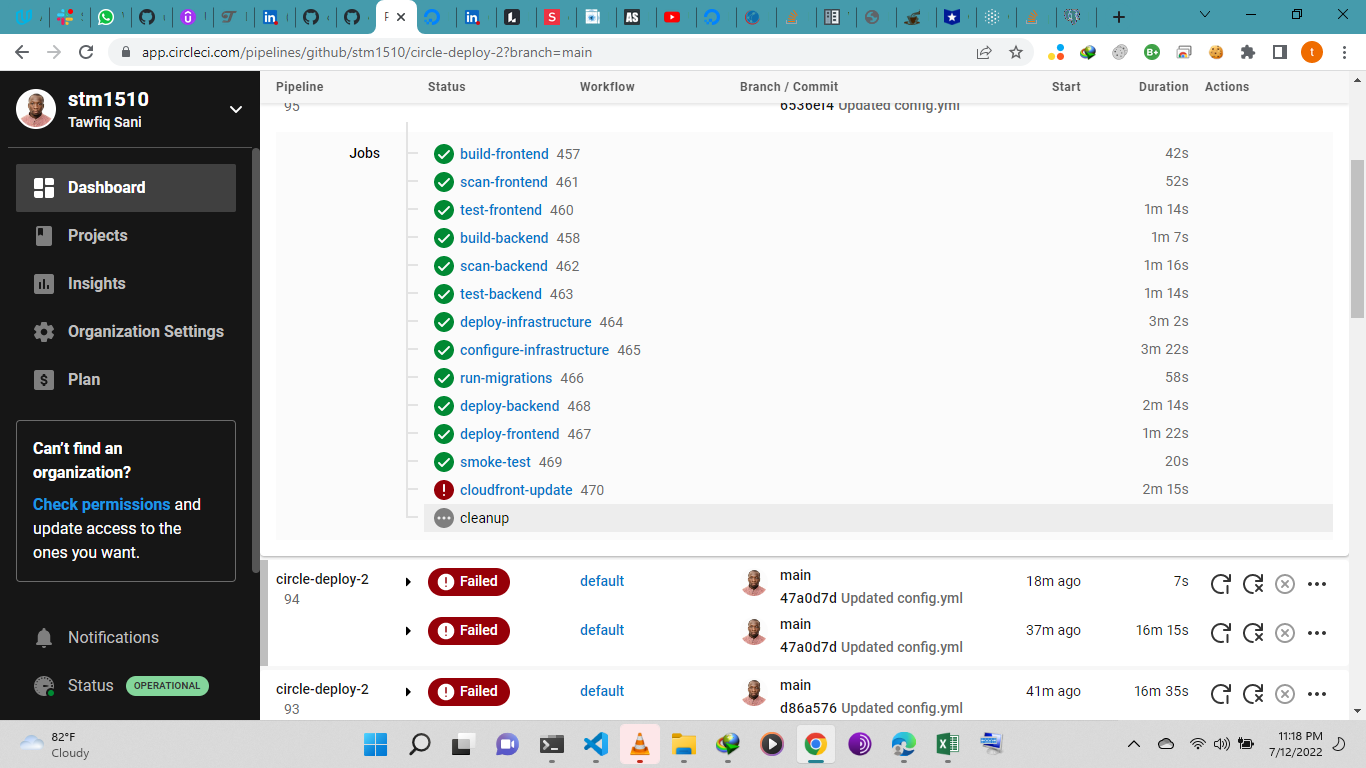 app.circleci.com/pipelines/github/stm1510/circle-deploy-2?branch=main
stm1510
Tawfiq Sani
Dashboard
Projects
Insights
Organization Settings
Plan
Can't find an
organization?
Check permissions and
update access to the
ones you want.
Notifications
Status OPERATIONAL
Pipeline Status Workflow Branch / Commit Start Duration Actions
95 6536ef4 Updated config.yml
Jobs
build-frontend 457 42s
scan-frontend 461 52s
test-frontend 460 1m 14s
build-backend 458 1m 7s
scan-backend 462 1m 16s
test-backend 463 1m 14s
deploy-infrastructure 464 3m 2s
configure-infrastructure 465 3m 22s
run-migrations 466 58s
deploy-backend 468 2m 14s
deploy-frontend 467 1m 22s
smoke-test 469 20s
cloudfront-update 470 2m 15s
cleanup
circle-deploy-2 Failed default main 18m ago 7s
94 47a0d7d Updated config.yml
Failed default main 37m ago 16m 15s
47a0d7d Updated config.yml
circle-deploy-2 Failed default main 41m ago 16m 35s
93 d86a576 Updated config.yml
82°F
Cloudy
11:18 PM
7/12/2022